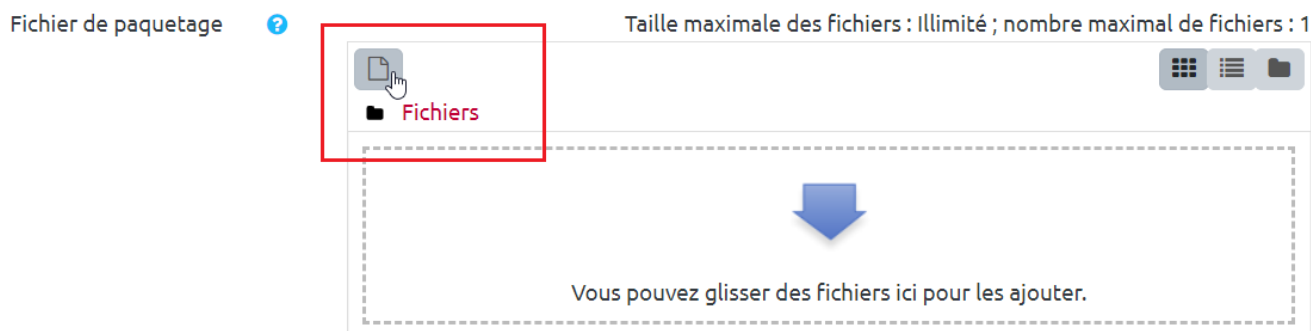 Fichier de paquetage
Taille maximale des fichiers : Illimité ; nombre maximal de fichiers : 1
Fichiers
Vous pouvez glisser des fichiers ici pour les ajouter.